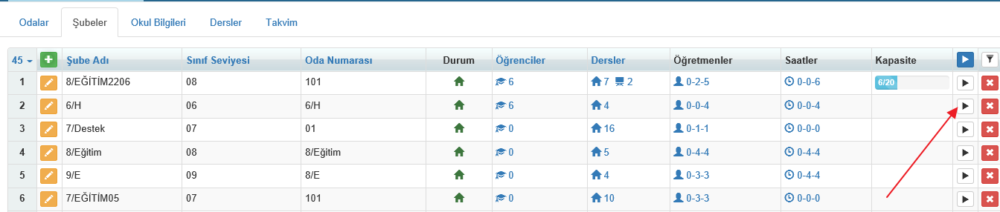 Odalar Şubeler Okul Bilgileri Dersler Takvim
45 Şube Adı Sınıf Seviyesi Oda Numarası Durum Öğrenciler Dersler Öğretmenler Saatler Kapasite
1 8/EĞİTİM2206 08 101 6 7 2 0-2-5 0-0-6 6/20
2 6/H 06 6/H 6 4 0-0-4 0-0-4
3 7/Destek 07 01 0 16 0-1-1 0-0-0
4 8/Eğitim 08 8/Eğitim 0 5 0-4-4 0-4-4
5 9/E 09 8/E 0 4 0-3-3 0-4-4
6 7/EĞİTİM05 07 101 0 10 0-3-3 0-0-0